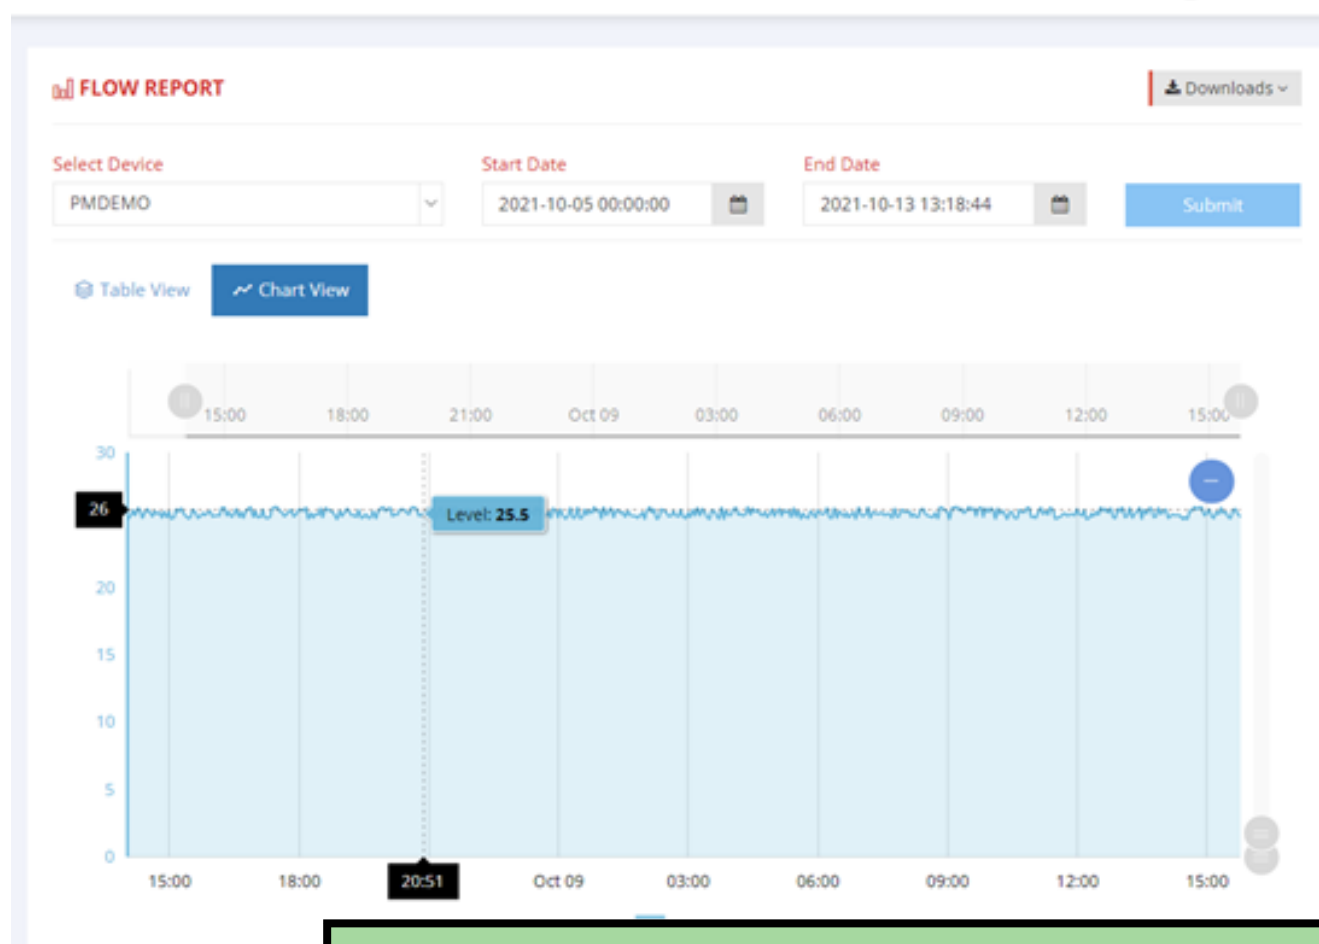 FLOW REPORT
Downloads
Select Device
Start Date
End Date
PMDEMO
2021-10-05 00:00:00
2021-10-13 13:18:44
Submit
Table View
Chart View
15:00 18:00 21:00 Oct 09 03:00 06:00 09:00 12:00 15:00
30
26
Level: 25.5
20
15
10
5
0
15:00 18:00 20:51 Oct 09 03:00 06:00 09:00 12:00 15:00